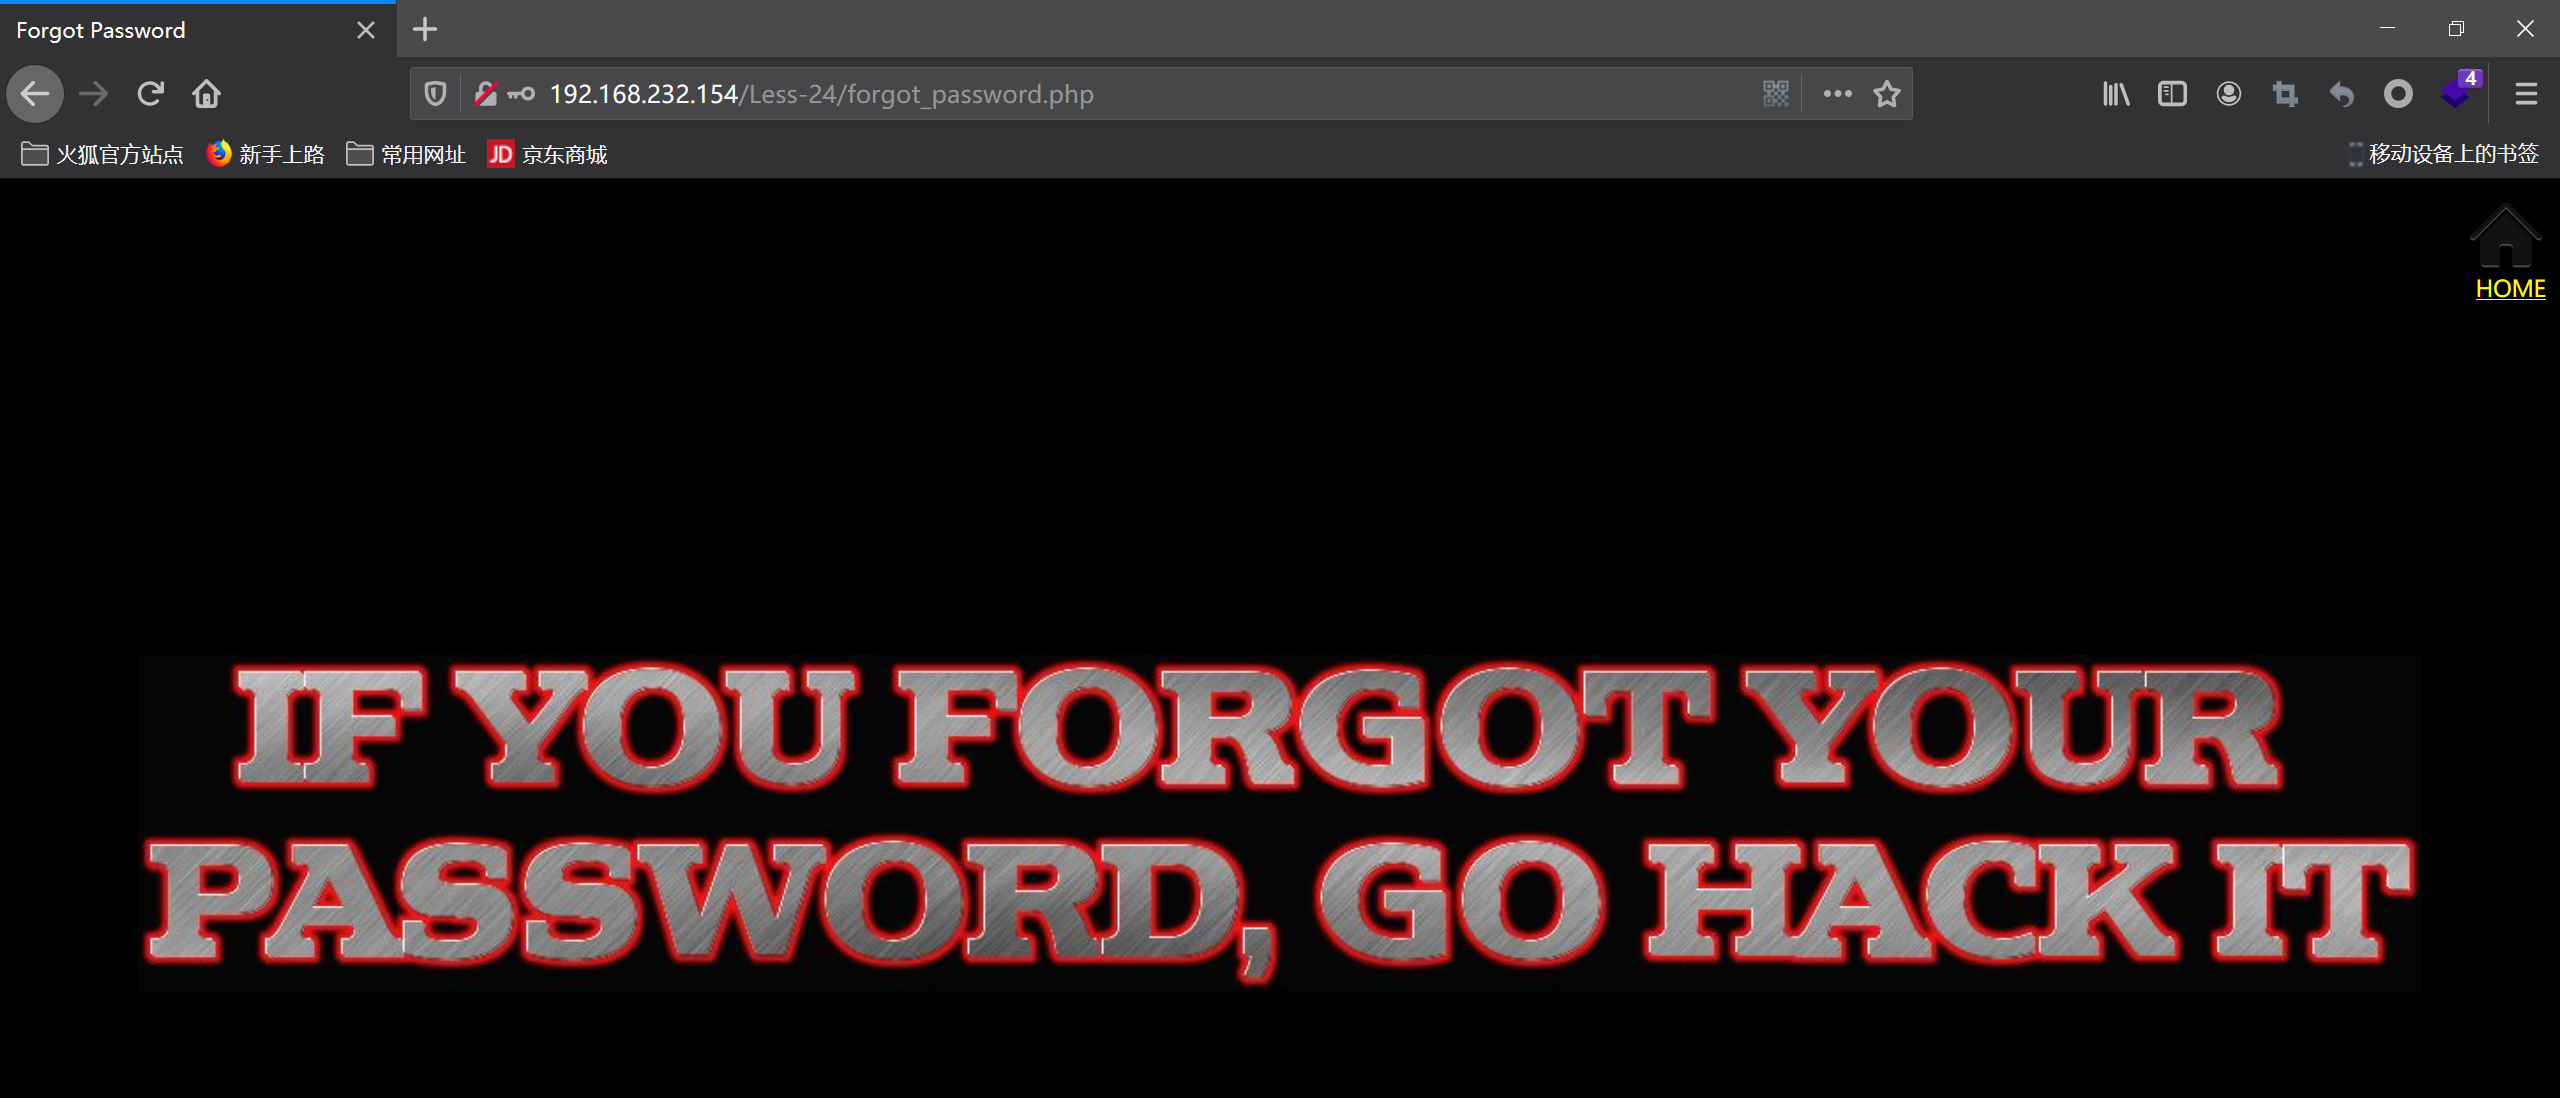 Forgot Password
192.168.232.154/Less-24/forgot_password.php
4
火狐官方站点 新手上路 常用网址 JD 京东商城 移动设备上的书签
HOME
IF YOU FORGOT YOUR
PASSWORD, GO HACK IT